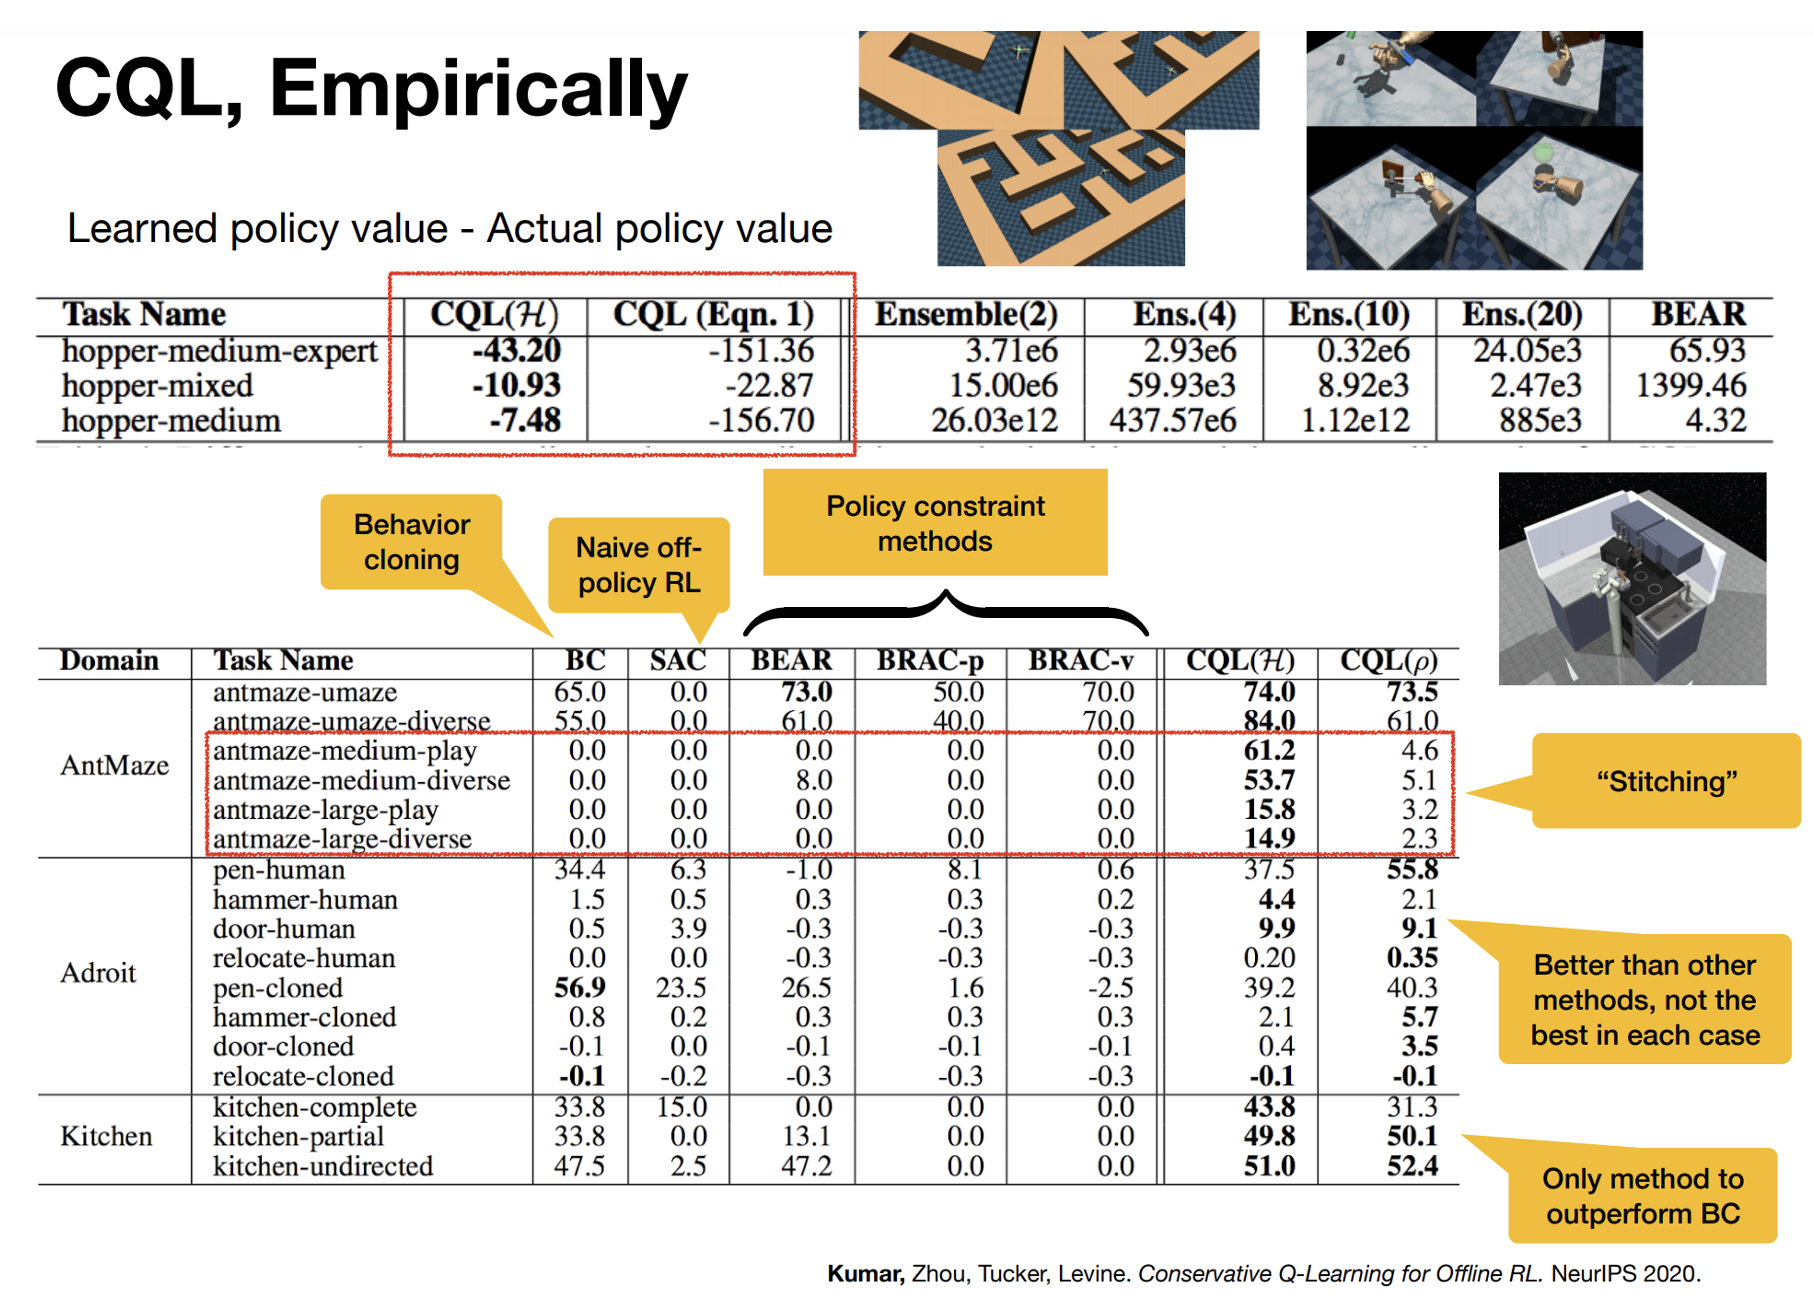 CQL, Empirically
Learned policy value - Actual policy value
Task Name CQL(ℋ) CQL (Eqn. 1) Ensemble(2) Ens.(4) Ens.(10) Ens.(20) BEAR
hopper-medium-expert -43.20 -151.36 3.71e6 2.93e6 0.32e6 24.05e3 65.93
hopper-mixed -10.93 -22.87 15.00e6 59.93e3 8.92e3 2.47e3 1399.46
hopper-medium -7.48 -156.70 26.03e12 437.57e6 1.12e12 885e3 4.32
Behavior
cloning
Naive off-
policy RL
Policy constraint
methods
Domain Task Name BC SAC BEAR BRAC-p BRAC-v CQL(ℋ) CQL(ρ)
antmaze-umaze 65.0 0.0 73.0 50.0 70.0 74.0 73.5
antmaze-umaze-diverse 55.0 0.0 61.0 40.0 70.0 84.0 61.0
AntMaze antmaze-medium-play 0.0 0.0 0.0 0.0 0.0 61.2 4.6
antmaze-medium-diverse 0.0 0.0 8.0 0.0 0.0 53.7 5.1
antmaze-large-play 0.0 0.0 0.0 0.0 0.0 15.8 3.2
antmaze-large-diverse 0.0 0.0 0.0 0.0 0.0 14.9 2.3
“Stitching”
pen-human 34.4 6.3 -1.0 8.1 0.6 37.5 55.8
hammer-human 1.5 0.5 0.3 0.3 0.2 4.4 2.1
door-human 0.5 3.9 -0.3 -0.3 -0.3 9.9 9.1
relocate-human 0.0 0.0 -0.3 -0.3 -0.3 0.20 0.35
Adroit pen-cloned 56.9 23.5 26.5 1.6 -2.5 39.2 40.3
hammer-cloned 0.8 0.2 0.3 0.3 0.3 2.1 5.7
door-cloned -0.1 0.0 -0.1 -0.1 -0.1 0.4 3.5
relocate-cloned -0.1 -0.2 -0.3 -0.3 -0.3 -0.1 -0.1
Better than other
methods, not the
best in each case
kitchen-complete 33.8 15.0 0.0 0.0 0.0 43.8 31.3
Kitchen kitchen-partial 33.8 0.0 13.1 0.0 0.0 49.8 50.1
kitchen-undirected 47.5 2.5 47.2 0.0 0.0 51.0 52.4
Only method to
outperform BC
Kumar, Zhou, Tucker, Levine. Conservative Q-Learning for Offline RL. NeurIPS 2020.